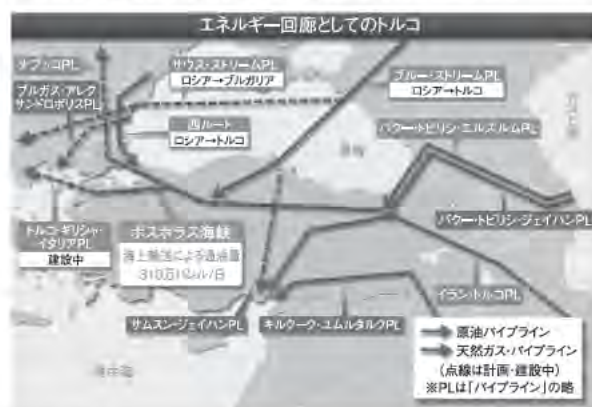 エネルギー回廊としてのトルコ
ナブッコPL
ブルガス・アレク
サンドロポリスPL
サウス・ストリームPL
ロシア→ブルガリア
ブルー・ストリームPL
ロシア→トルコ
西ルート
ロシア→トルコ
黒海
カスピ海
バクー・トビリシ・エルズルムPL
バクー・トビリシ・ジェイハンPL
トルコ・ギリシャ・
イタリアPL
建設中
ボスポラス海峡
海上輸送による通油量
310万バレル/日
サムスン・ジェイハンPL
キルクーク・ユムルタルクPL
イラン・トルコPL
地中海
原油パイプライン
天然ガス・パイプライン
(点線は計画・建設中)
※PLは「パイプライン」の略